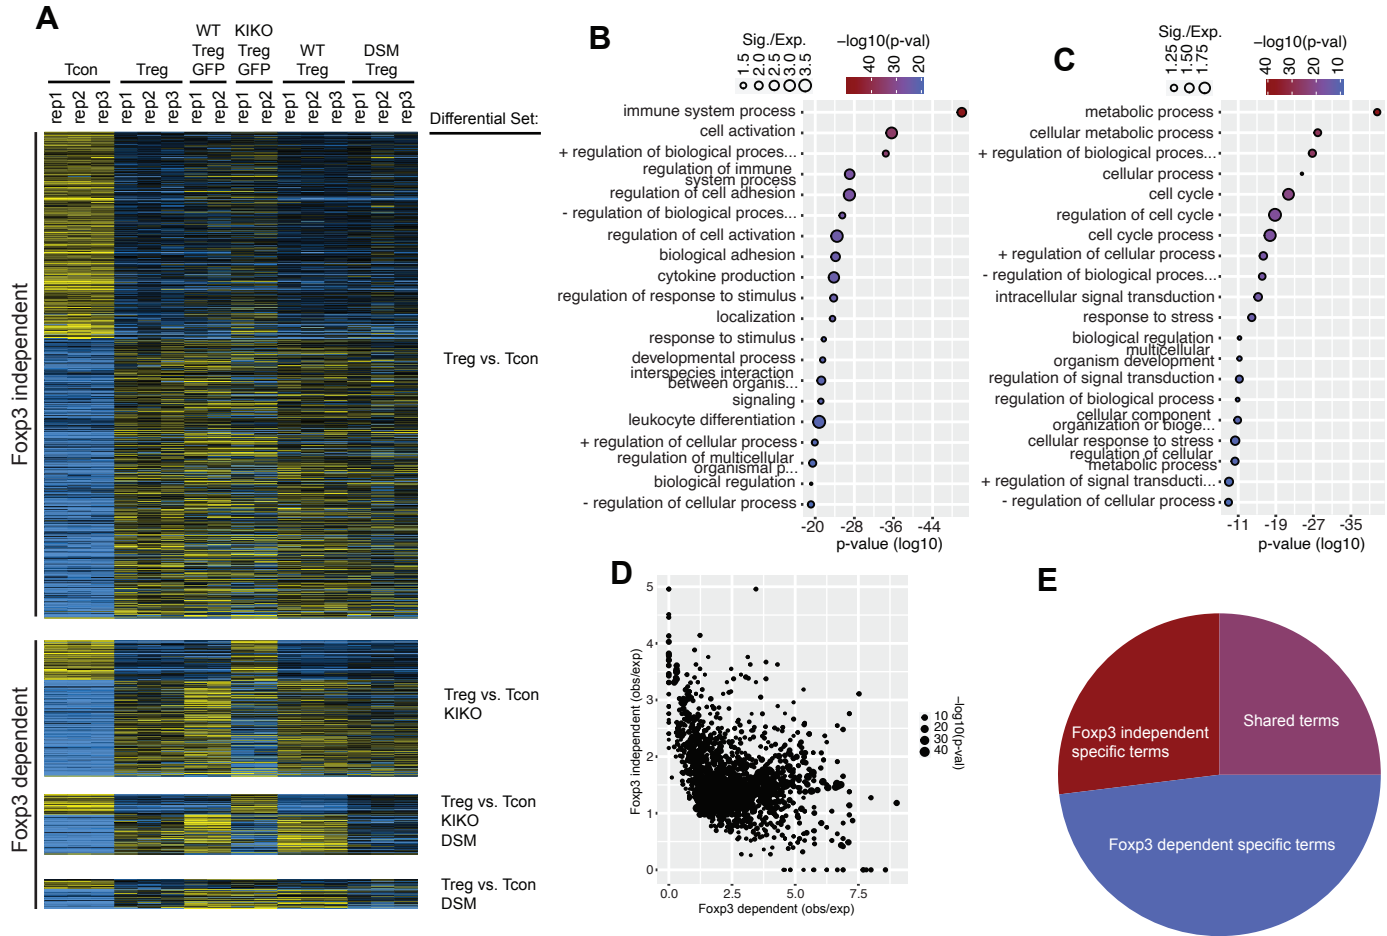 A
WT
Treg
GFP
KIKO
Treg
GFP
WT
Treg
DSM
Treg
Tcon
Treg
rep1
rep2
rep3
rep1
rep2
rep3
rep1
rep2
rep1
rep2
rep1
rep2
rep3
rep1
rep2
rep3
Differential Set:
Foxp3 independent
Treg vs. Tcon
Foxp3 dependent
Treg vs. Tcon
KIKO
Treg vs. Tcon
KIKO
DSM
Treg vs. Tcon
DSM
B
Sig./Exp.
1.5
2.0
2.5
3.0
3.5
−log10(p-val)
40
30
20
immune system process
cell activation
+ regulation of biological proces...
regulation of immune
system process
regulation of cell adhesion
- regulation of biological proces...
regulation of cell activation
biological adhesion
cytokine production
regulation of response to stimulus
localization
response to stimulus
developmental process
interspecies interaction
between organis...
signaling
leukocyte differentiation
+ regulation of cellular process
regulation of multicellular
organismal p...
biological regulation
- regulation of cellular process
-20
-28
-36
-44
p-value (log10)
C
Sig./Exp.
1.25
1.50
1.75
−log10(p-val)
40
30
20
10
metabolic process
cellular metabolic process
+ regulation of biological proces...
cellular process
cell cycle
regulation of cell cycle
cell cycle process
+ regulation of cellular process
- regulation of biological proces...
intracellular signal transduction
response to stress
biological regulation
multicellular
organism development
regulation of signal transduction
regulation of biological process
cellular component
organization or bioge...
cellular response to stress
regulation of cellular
metabolic process
+ regulation of signal transducti...
- regulation of cellular process
-11
-19
-27
-35
p-value (log10)
D
Foxp3 independent (obs/exp)
5
4
3
2
1
0
0.0
2.5
5.0
7.5
Foxp3 dependent (obs/exp)
−log10(p-val)
10
20
30
40
E
Foxp3 independent
specific terms
Shared terms
Foxp3 dependent specific terms